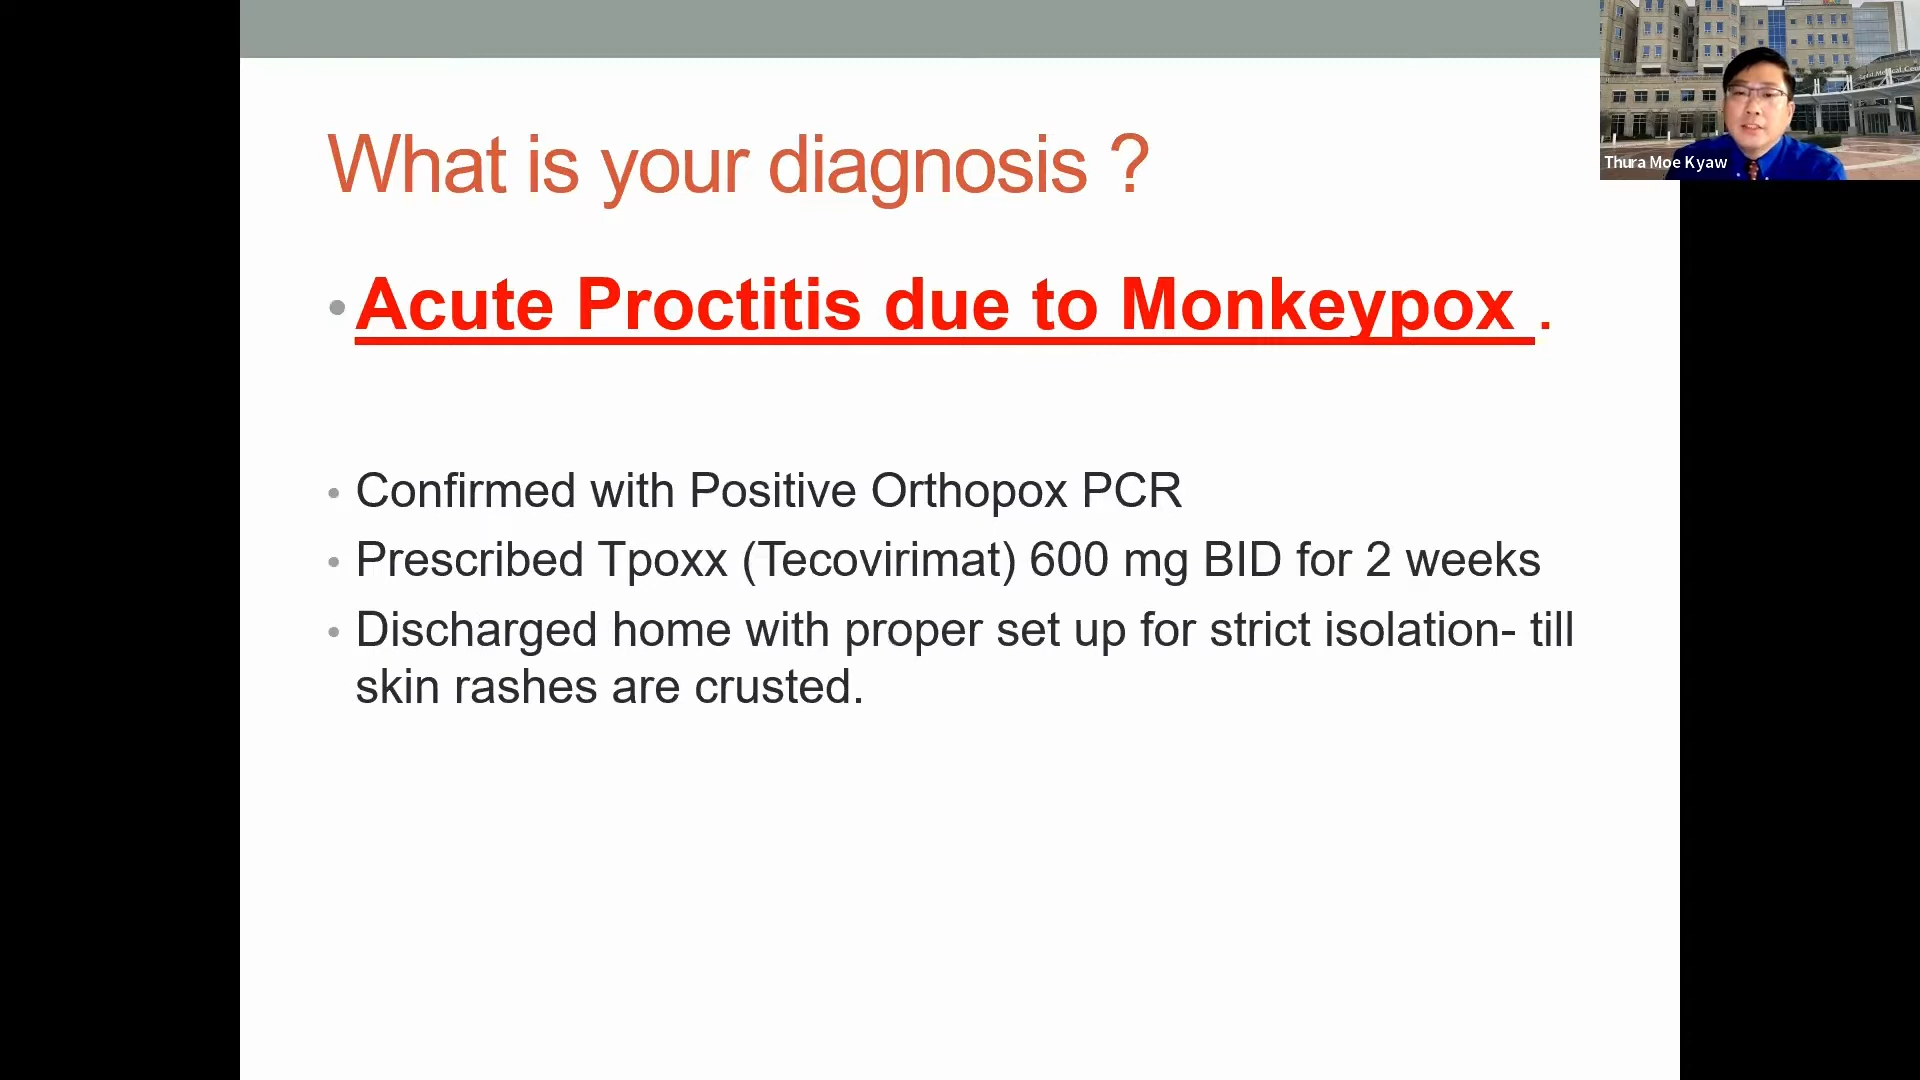 What is your diagnosis ?
•Acute Proctitis due to Monkeypox .
• Confirmed with Positive Orthopox PCR
• Prescribed Tpoxx (Tecovirimat) 600 mg BID for 2 weeks
• Discharged home with proper set up for strict isolation- till
skin rashes are crusted.
Thura Moe Kyaw